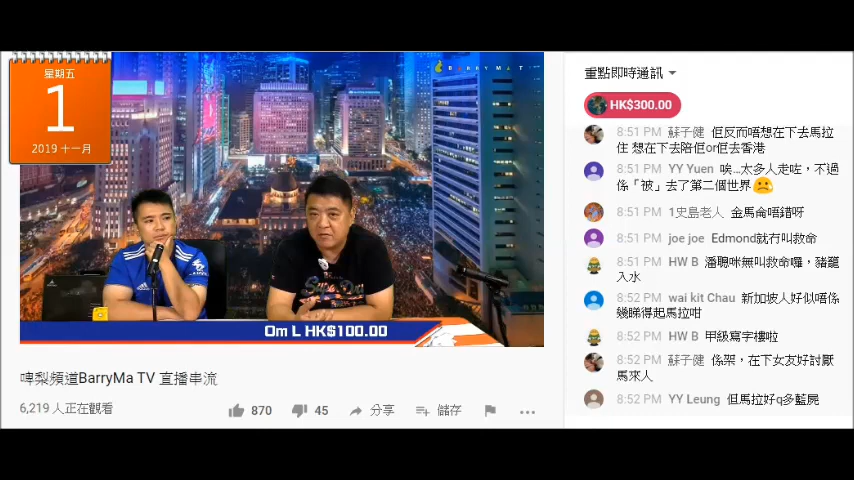 星期五
1
2019 十一月
BARRYMAT
Om L HK$100.00
啤梨頻道BarryMa TV 直播串流
6,219 人正在觀看
870
45
分享
儲存
重點即時通訊
HK$300.00
8:51 PM 蘇子健 佢反而唔想在下去馬拉
住 想在下去陪佢or佢去香港
8:51 PM YY Yuen 唉...太多人走咗，不過
係「被」去了第二個世界
8:51 PM 1史島老人 金馬侖唔錯呀
8:51 PM joe joe Edmond就冇叫救命
8:51 PM HW B 潘聰咪無叫救命囉，豬籠
入水
8:52 PM wai kit Chau 新加坡人好似唔係
幾睇得起馬拉咁
8:52 PM HW B 甲級寫字樓啦
8:52 PM 蘇子健 係架，在下女友好討厭
馬來人
8:52 PM YY Leung 但馬拉好q多藍屍